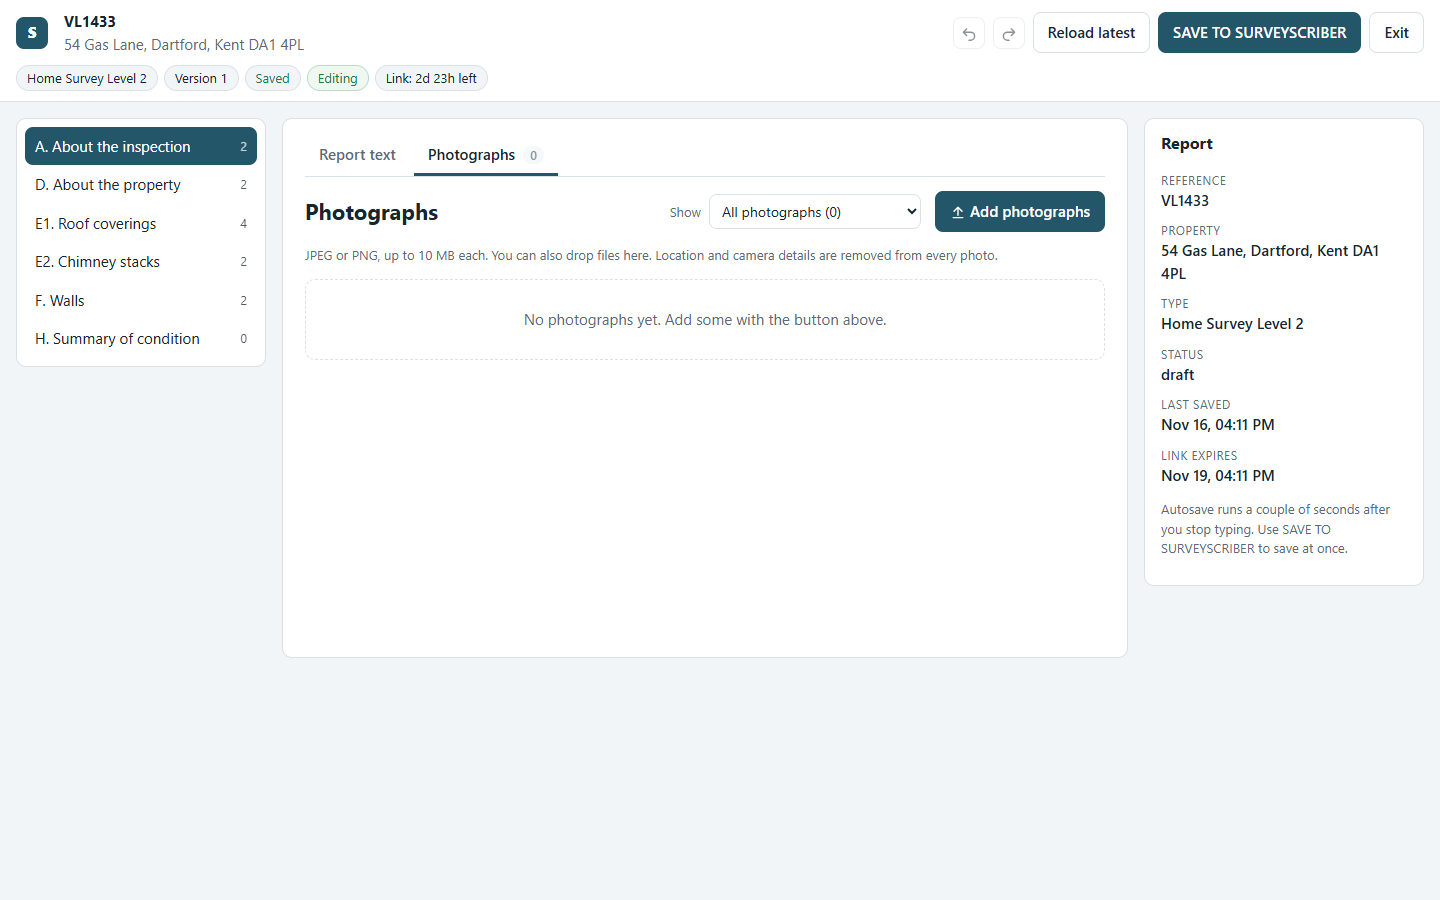 S
VL1433
54 Gas Lane, Dartford, Kent DA1 4PL
Reload latest
SAVE TO SURVEYSCRIBER
Exit
Home Survey Level 2
Version 1
Saved
Editing
Link: 2d 23h left
A. About the inspection 2
D. About the property 2
E1. Roof coverings 4
E2. Chimney stacks 2
F. Walls 2
H. Summary of condition 0
Report text
Photographs 0
Photographs
Show
All photographs (0)
Add photographs
JPEG or PNG, up to 10 MB each. You can also drop files here. Location and camera details are removed from every photo.
No photographs yet. Add some with the button above.
Report
REFERENCE
VL1433
PROPERTY
54 Gas Lane, Dartford, Kent DA1
4PL
TYPE
Home Survey Level 2
STATUS
draft
LAST SAVED
Nov 16, 04:11 PM
LINK EXPIRES
Nov 19, 04:11 PM
Autosave runs a couple of seconds after
you stop typing. Use SAVE TO
SURVEYSCRIBER to save at once.